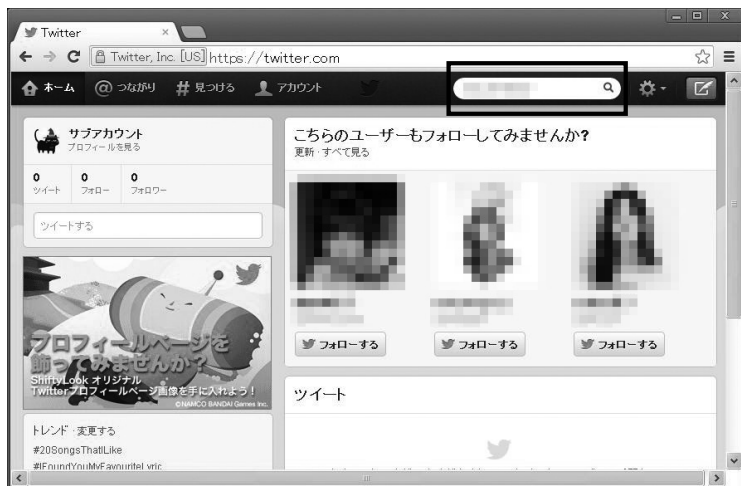 Twitter
Twitter, Inc. [US] https://twitter.com
ホーム
つながり
見つける
アカウント
サブアカウント
プロフィールを見る
0
0
0
ツイート
フォロー
フォロワー
ツイートする
プロフィールページを
飾ってみませんか?
ShiftyLook オリジナル
Twitterプロフィールページ画像を手に入れよう!
©NAMCO BANDAI Games Inc.
トレンド · 変更する
#20SongsThatILike
#IFoundYouMyFavouriteLyric
こちらのユーザーもフォローしてみませんか?
更新 · すべて見る
フォローする
フォローする
フォローする
ツイート